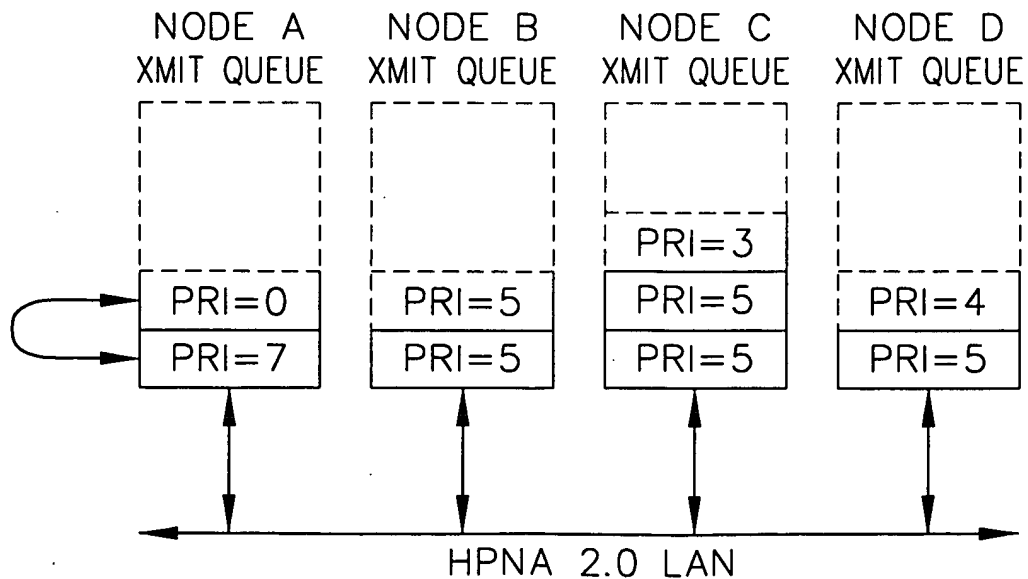 NODE A NODE B NODE C NODE D
XMIT QUEUE XMIT QUEUE XMIT QUEUE XMIT QUEUE
PRI=3
PRI=0 PRI=5 PRI=5 PRI=4
PRI=7 PRI=5 PRI=5 PRI=5
HPNA 2.0 LAN